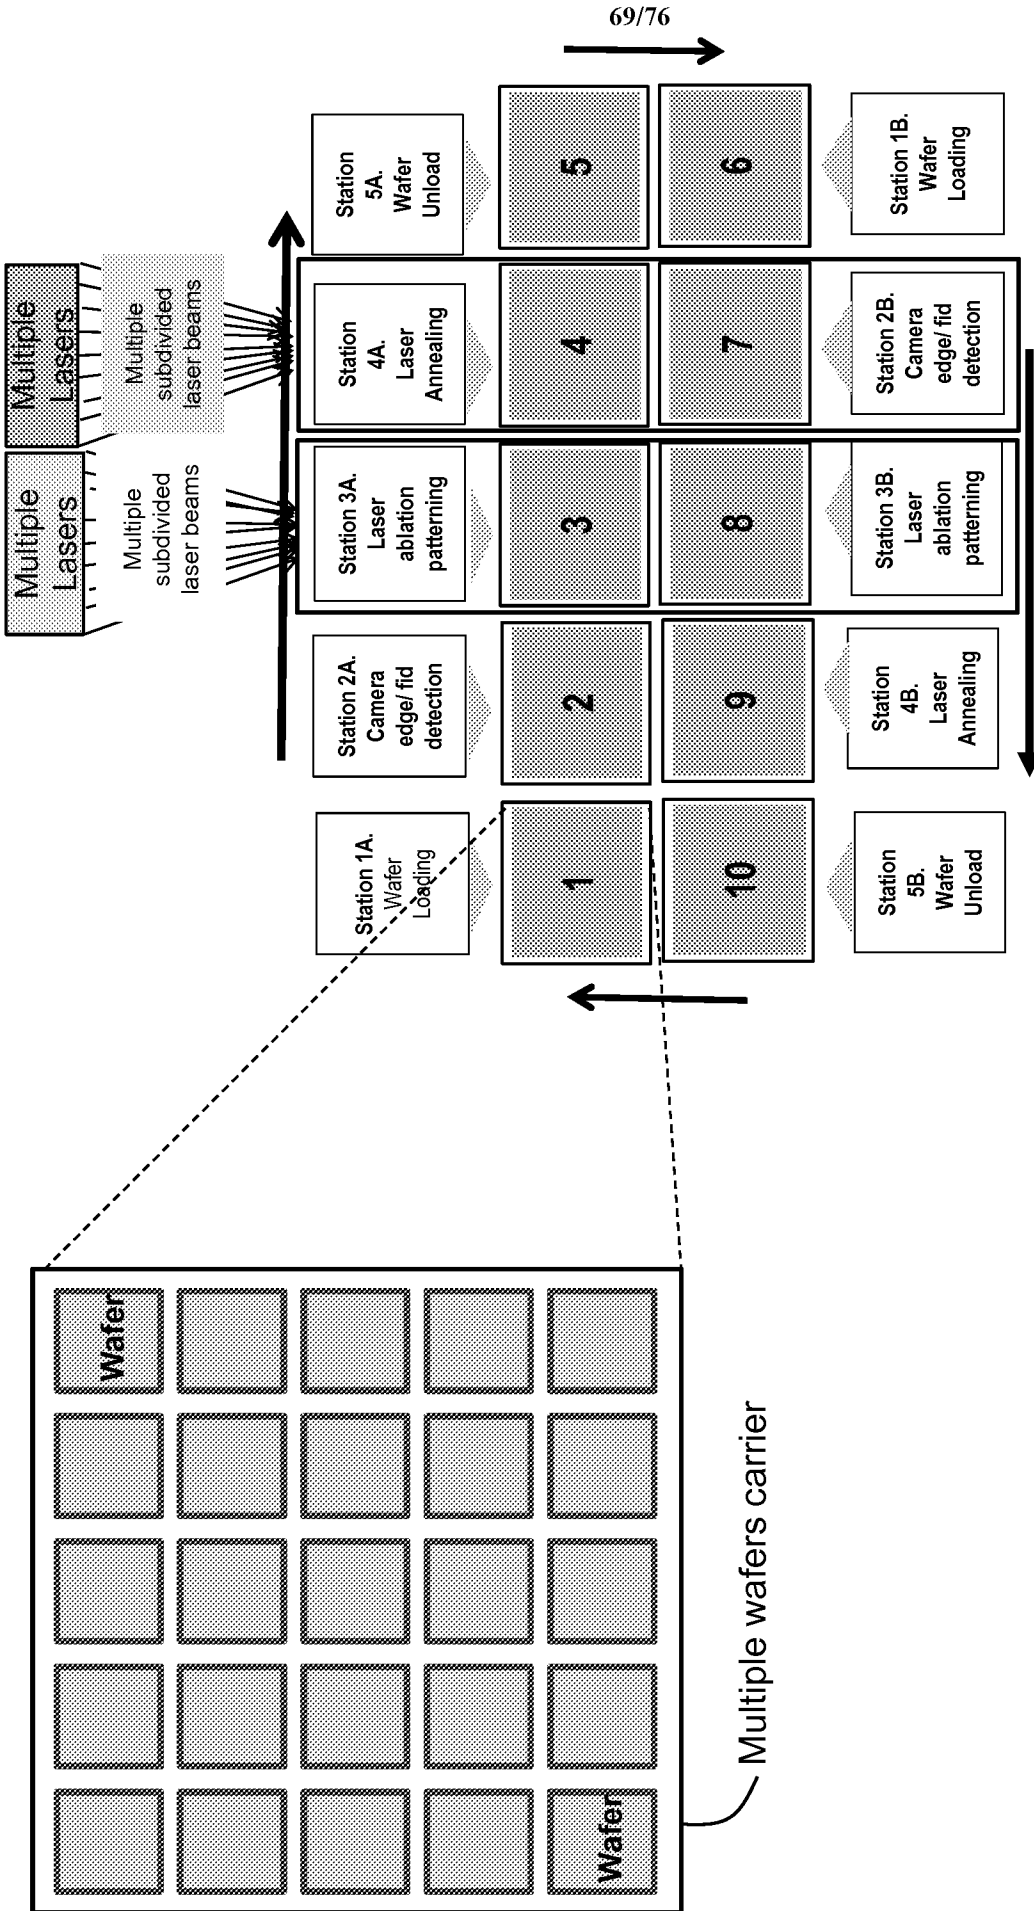 69/76
Multiple
Lasers
Multiple
Lasers
Multiple
subdivided
laser beams
Multiple
subdivided
laser beams
Station 1A.
Wafer
Loading
Station 2A.
Camera
edge/ fid
detection
Station 3A.
Laser
ablation
patterning
Station
4A.
Laser
Annealing
Station
5A.
Wafer
Unload
1
2
3
4
5
10
9
8
7
6
Station
5B.
Wafer
Unload
Station
4B.
Laser
Annealing
Station 3B.
Laser
ablation
patterning
Station 2B.
Camera
edge/ fid
detection
Station 1B.
Wafer
Loading
Wafer
Wafer
Multiple wafers carrier